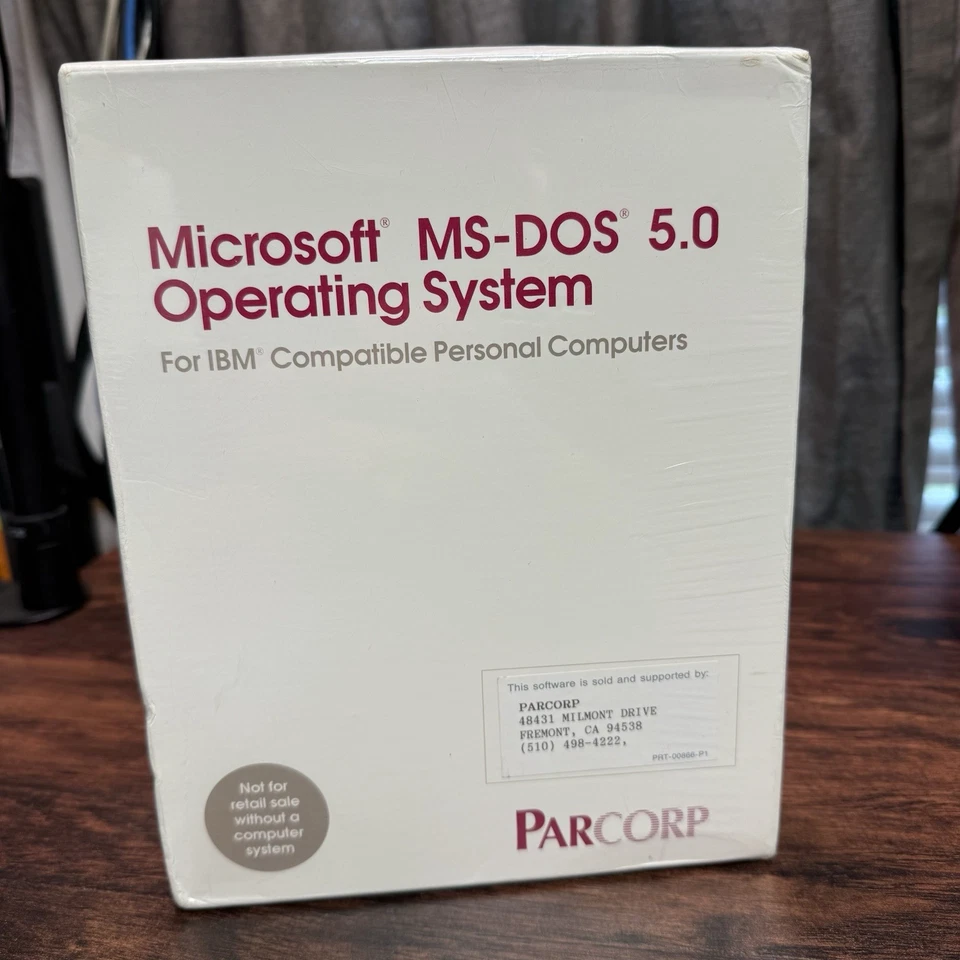 Microsoft® MS-DOS® 5.0
Operating System
For IBM® Compatible Personal Computers
This software is sold and supported by:
PARCORP
48431 MILMONT DRIVE
FREMONT, CA 94538
(510) 498-4222,
Not for
retail sale
without a
computer
system
PARCORP